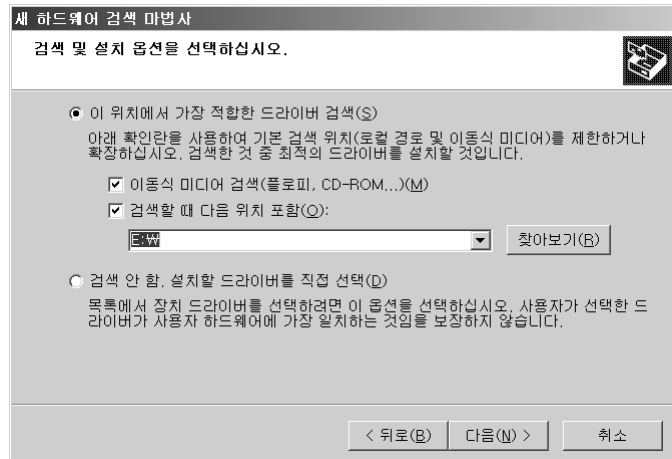 새 하드웨어 검색 마법사
검색 및 설치 옵션을 선택하십시오.
이 위치에서 가장 적합한 드라이버 검색(S)
아래 확인란을 사용하여 기본 검색 위치(로컬 경로 및 이동식 미디어)를 제한하거나
확장하십시오. 검색한 것 중 최적의 드라이버를 설치할 것입니다.
이동식 미디어 검색(플로피, CD-ROM...)(M)
검색할 때 다음 위치 포함(O):
E:₩
찾아보기(R)
검색 안 함. 설치할 드라이버를 직접 선택(D)
목록에서 장치 드라이버를 선택하려면 이 옵션을 선택하십시오. 사용자가 선택한 드
라이버가 사용자 하드웨어에 가장 일치하는 것임을 보장하지 않습니다.
< 뒤로(B) 다음(N) > 취소